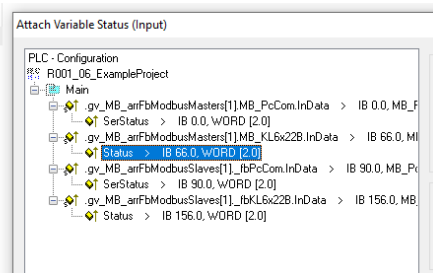 Attach Variable Status (Input)
PLC - Configuration
R001_06_ExampleProject
Main
.gv_MB_arrFbModbusMasters[1].MB_PcCom.InData > IB 0.0, MB_F
SerStatus > IB 0.0, WORD [2.0]
.gv_MB_arrFbModbusMasters[1].MB_KL6x22B.InData > IB 66.0, MI
Status > IB 66.0, WORD [2.0]
.gv_MB_arrFbModbusSlaves[1]._fbPcCom.InData > IB 90.0, MB_Pc
SerStatus > IB 90.0, WORD [2.0]
.gv_MB_arrFbModbusSlaves[1]._fbKL6x22B.InData > IB 156.0, MB_
Status > IB 156.0, WORD [2.0]